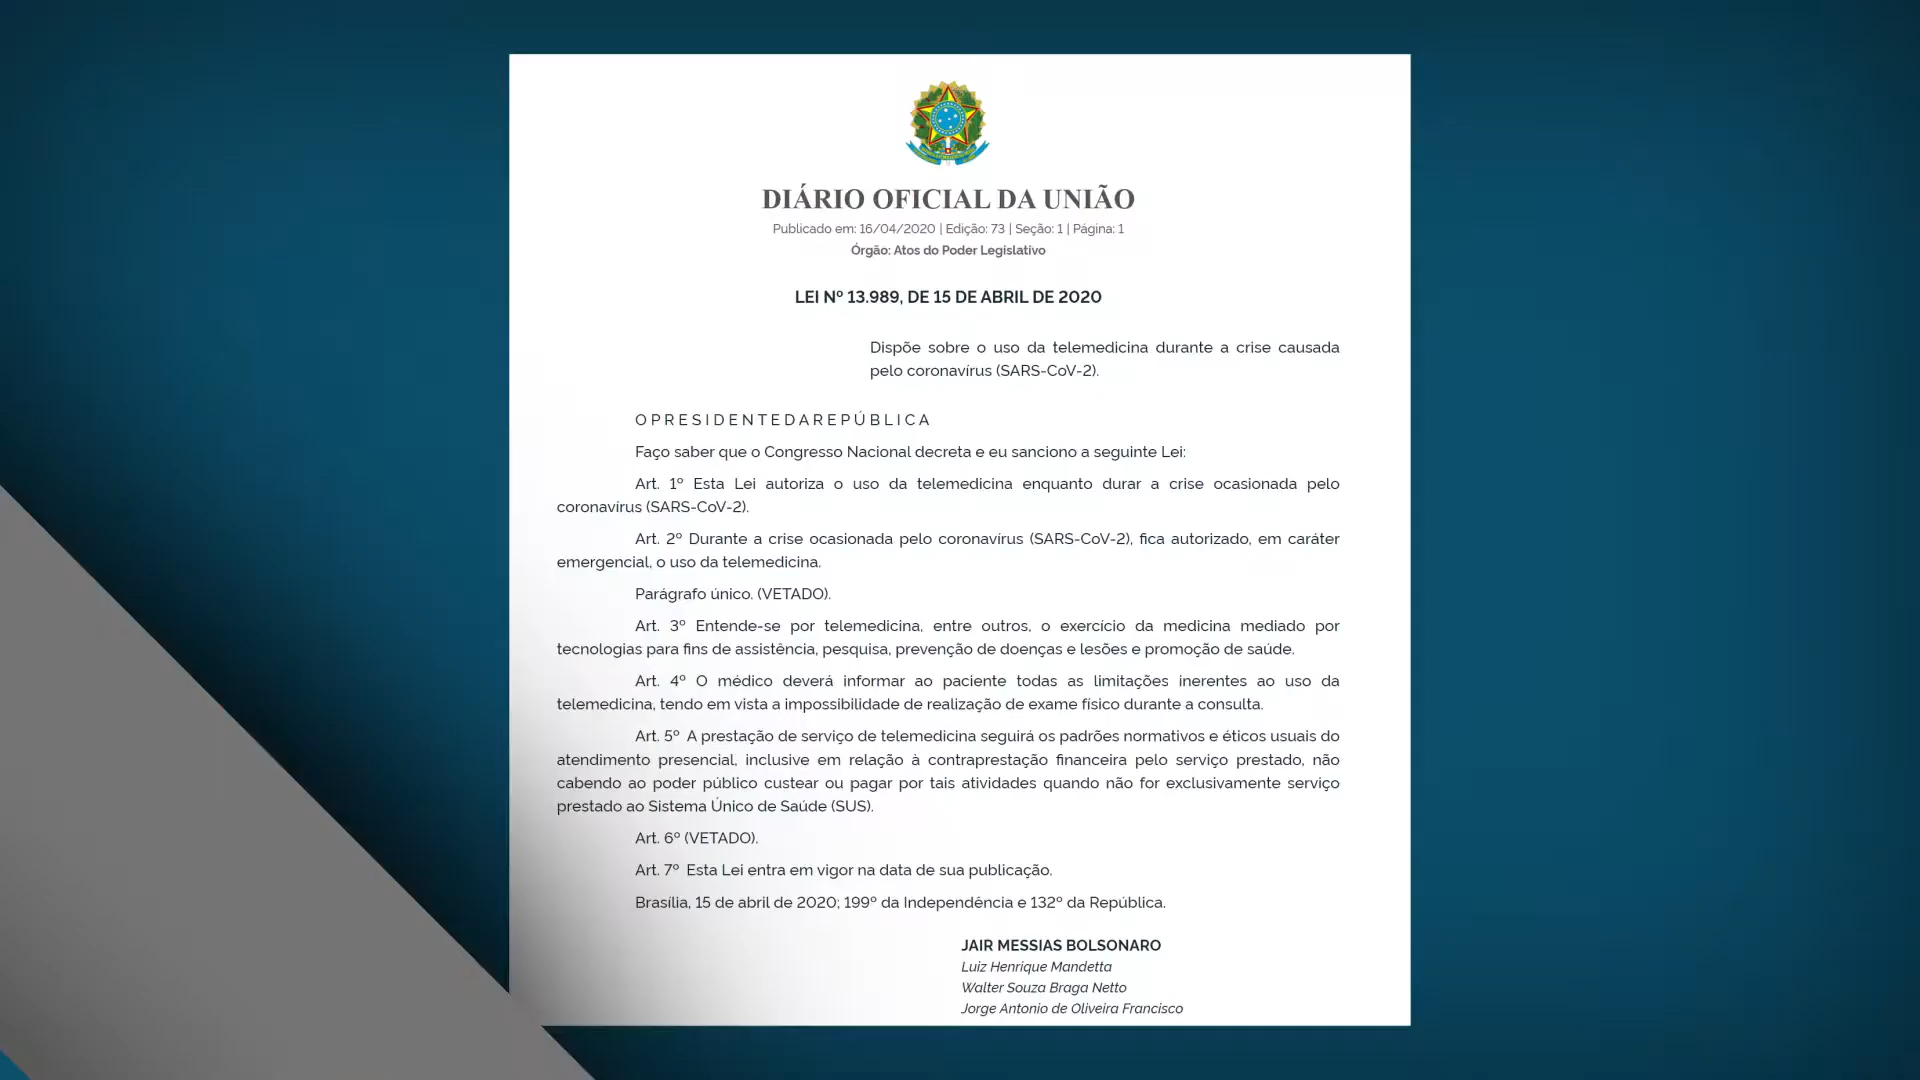 DIÁRIO OFICIAL DA UNIÃO
Publicado em: 16/04/2020 | Edição: 73 | Seção: 1 | Página: 1
Órgão: Atos do Poder Legislativo
LEI Nº 13.989, DE 15 DE ABRIL DE 2020
Dispõe sobre o uso da telemedicina durante a crise causada
pelo coronavírus (SARS-CoV-2).
O P R E S I D E N T E D A R E P Ú B L I C A
Faço saber que o Congresso Nacional decreta e eu sanciono a seguinte Lei:
Art. 1º Esta Lei autoriza o uso da telemedicina enquanto durar a crise ocasionada pelo
coronavírus (SARS-CoV-2).
Art. 2º Durante a crise ocasionada pelo coronavírus (SARS-CoV-2), fica autorizado, em caráter
emergencial, o uso da telemedicina.
Parágrafo único. (VETADO).
Art. 3º Entende-se por telemedicina, entre outros, o exercício da medicina mediado por
tecnologias para fins de assistência, pesquisa, prevenção de doenças e lesões e promoção de saúde.
Art. 4º O médico deverá informar ao paciente todas as limitações inerentes ao uso da
telemedicina, tendo em vista a impossibilidade de realização de exame físico durante a consulta.
Art. 5º A prestação de serviço de telemedicina seguirá os padrões normativos e éticos usuais do
atendimento presencial, inclusive em relação à contraprestação financeira pelo serviço prestado, não
cabendo ao poder público custear ou pagar por tais atividades quando não for exclusivamente serviço
prestado ao Sistema Único de Saúde (SUS).
Art. 6º (VETADO).
Art. 7º Esta Lei entra em vigor na data de sua publicação.
Brasília, 15 de abril de 2020; 199º da Independência e 132º da República.
JAIR MESSIAS BOLSONARO
Luiz Henrique Mandetta
Walter Souza Braga Netto
Jorge Antonio de Oliveira Francisco